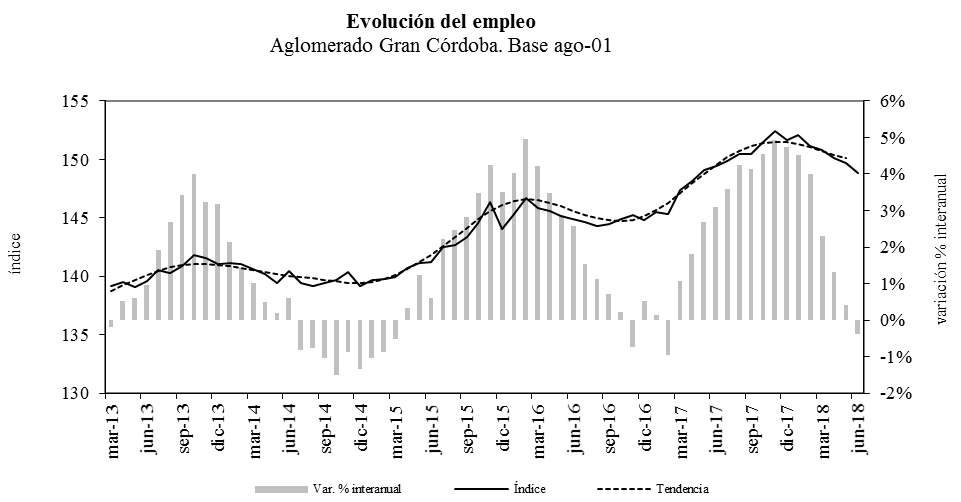 Evolución del empleo
Aglomerado Gran Córdoba. Base ago-01
índice
155
150
145
140
135
130
6%
5%
4%
3%
2%
1%
0%
-1%
-2%
variación % interanual
mar-13
jun-13
sep-13
dic-13
mar-14
jun-14
sep-14
dic-14
mar-15
jun-15
sep-15
dic-15
mar-16
jun-16
sep-16
dic-16
mar-17
jun-17
sep-17
dic-17
mar-18
jun-18
Var. % interanual
Índice
Tendencia